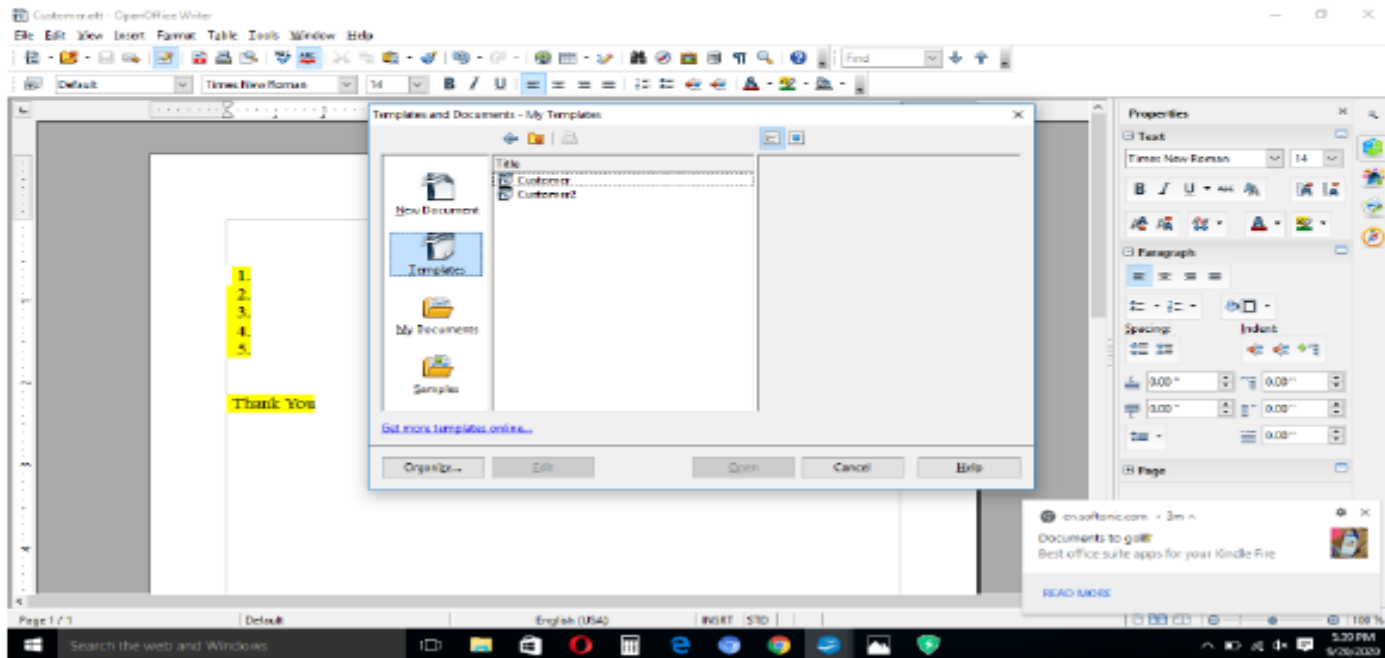 Customer.ott - OpenOffice Writer
File Edit View Insert Format Table Tools Window Help
Find
Default Times New Roman 14
Templates and Documents - My Templates
Title
Customer
Customer2
New Document
Templates
My Documents
Samples
Get more templates online...
Organize... Edit Open Cancel Help
1.
2.
3.
4.
5.
Thank You
Properties
Text
Times New Roman 14
Paragraph
Spacing: Indent:
0.00 " 0.00 "
0.00 " 0.00 "
0.00 "
Page
en.softonic.com • 3m
Documents to go
Best office suite apps for your Kindle Fire
READ MORE
Page 1 / 1 Default English (USA) INSRT STD 100 %
Search the web and Windows
5:39 PM
9/26/2020